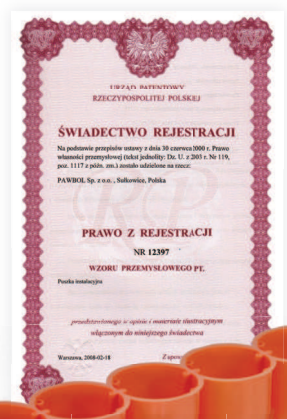 URZĄD PATENTOWY
RZECZYPOSPOLITEJ POLSKIEJ
ŚWIADECTWO REJESTRACJI
Na podstawie przepisów ustawy z dnia 30 czerwca 2000 r. Prawo
własności przemysłowej (tekst jednolity: Dz. U. z 2003 r. Nr 119,
poz. 1117 z późn. zm.) zostało udzielone na rzecz:
PAWBOL Sp. z o.o. , Sułkowice, Polska
PRAWO Z REJESTRACJI
NR 12397
WZORU PRZEMYSŁOWEGO PT.
Puszka instalacyjna
przedstawionego w opisie i materiale ilustracyjnym
włączonym do niniejszego świadectwa
Warszawa, 2008-02-18
Z upow
RP